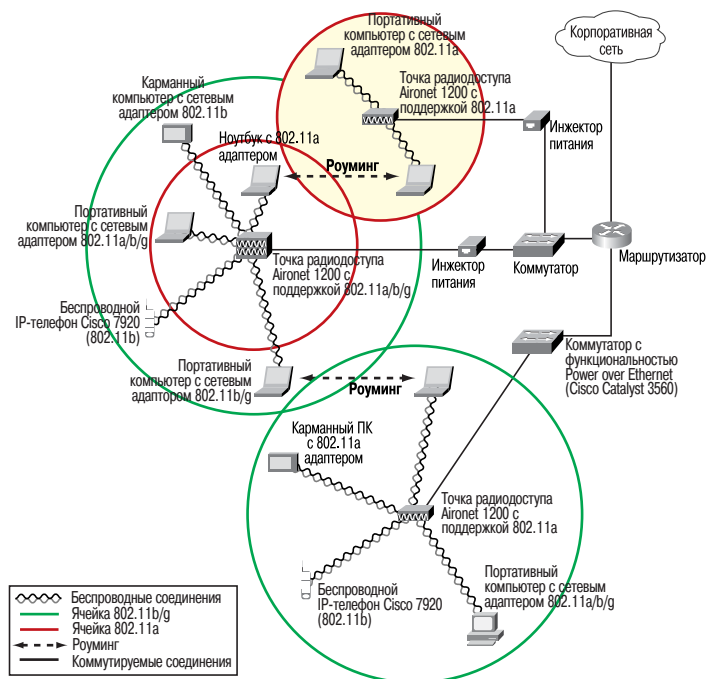 Портативный
компьютер с сетевым
адаптером 802.11a
Корпоративная
сеть
Карманный
компьютер с сетевым
адаптером 802.11b
Точка радиодоступа
Aironet 1200 с
поддержкой 802.11a
Инжектор
питания
Ноутбук с 802.11a
адаптером
Роуминг
Портативный
компьютер с сетевым
адаптером 802.11a/b/g
Точка радиодоступа
Aironet 1200 с
поддержкой 802.11a/b/g
Инжектор
питания
Коммутатор
Маршрутизатор
Беспроводной
IP-телефон Cisco 7920
(802.11b)
Портативный
компьютер с сетевым
адаптором 802.11b/g
Роуминг
Коммутатор с
функциональностью
Power over Ethernet
(Cisco Catalyst 3560)
Карманный ПК
с 802.11a
адаптером
Точка радиодоступа
Aironet 1200 с
поддержкой 802.11a
Беспроводной
IP-телефон Cisco 7920
(802.11b)
Портативный
компьютер с сетевым
адаптером 802.11a/b/g
Беспроводные соединения
Ячейка 802.11b/g
Ячейка 802.11a
Роуминг
Коммутируемые соединения